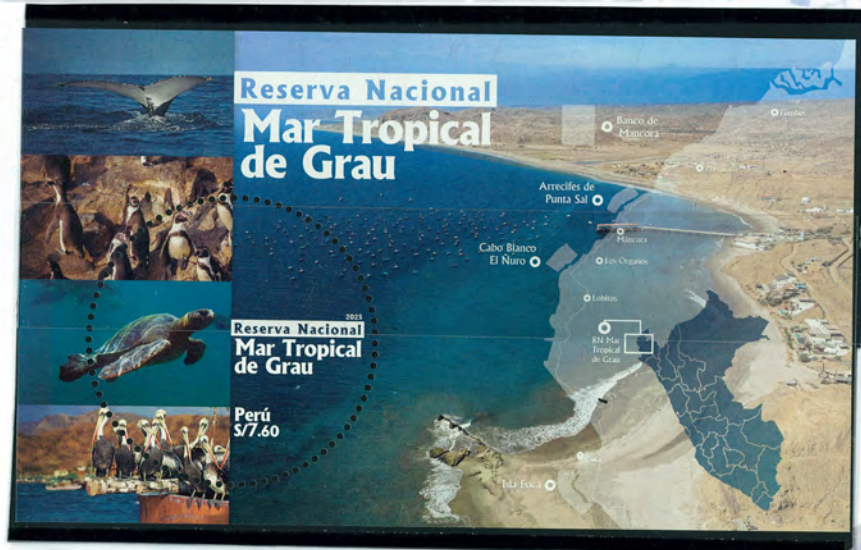 Reserva Nacional
Mar Tropical
de Grau
Banco de
Mancora
Arrecifes de
Punta Sal
Máncora
Cabo Blanco
El Ñuro
Los Órganos
Lobitos
RN Mar
Tropical
de Grau
2025
Reserva Nacional
Mar Tropical
de Grau
Perú
S/7.60
Isla Foca